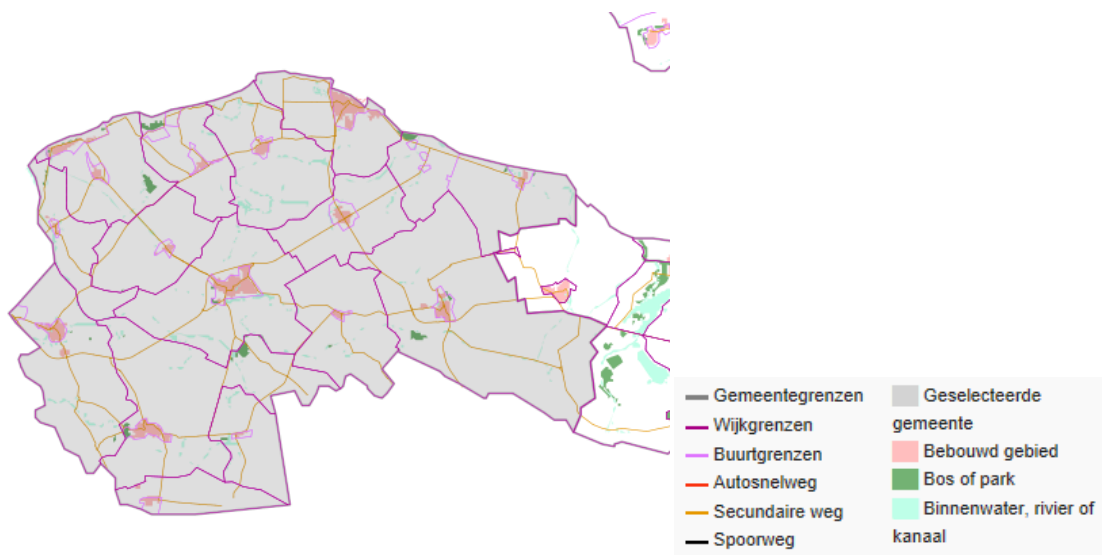 Gemeentegrenzen
Wijkgrenzen
Buurtgrenzen
Autosnelweg
Secundaire weg
Spoorweg
Geselecteerde
gemeente
Bebouwd gebied
Bos of park
Binnenwater, rivier of
kanaal